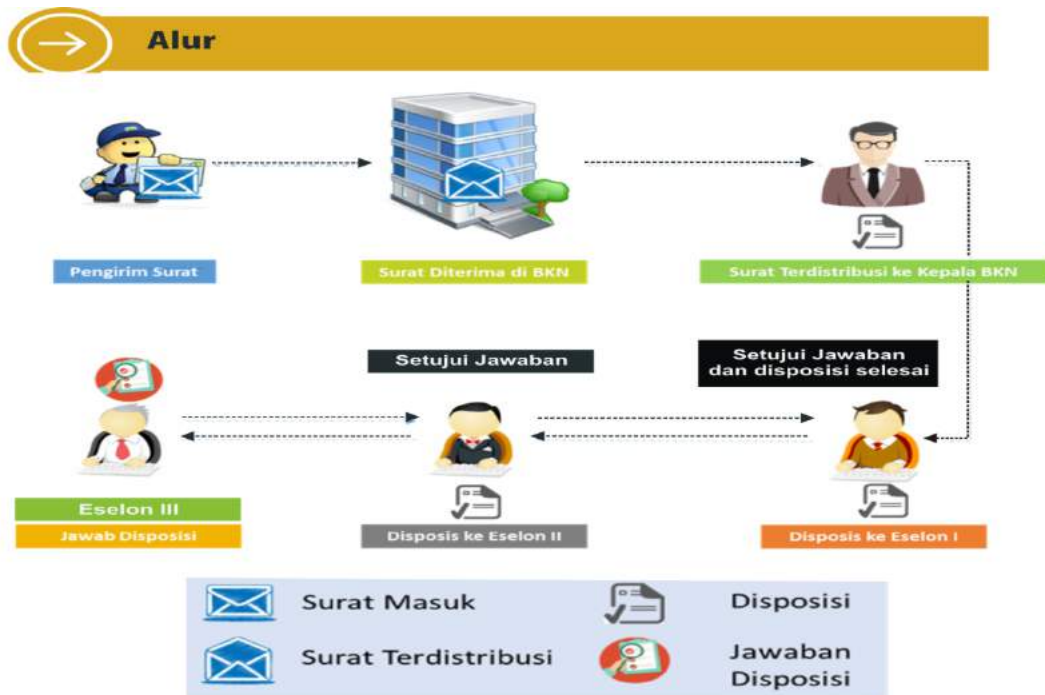 Alur
Pengirim Surat
Surat Diterima di BKN
Surat Terdistribusi ke Kepala BKN
Setujui Jawaban
Setujui Jawaban
dan disposisi selesai
Eselon III
Jawab Disposisi
Disposis ke Eselon II
Disposis ke Eselon I
Surat Masuk
Disposisi
Surat Terdistribusi
Jawaban
Disposisi